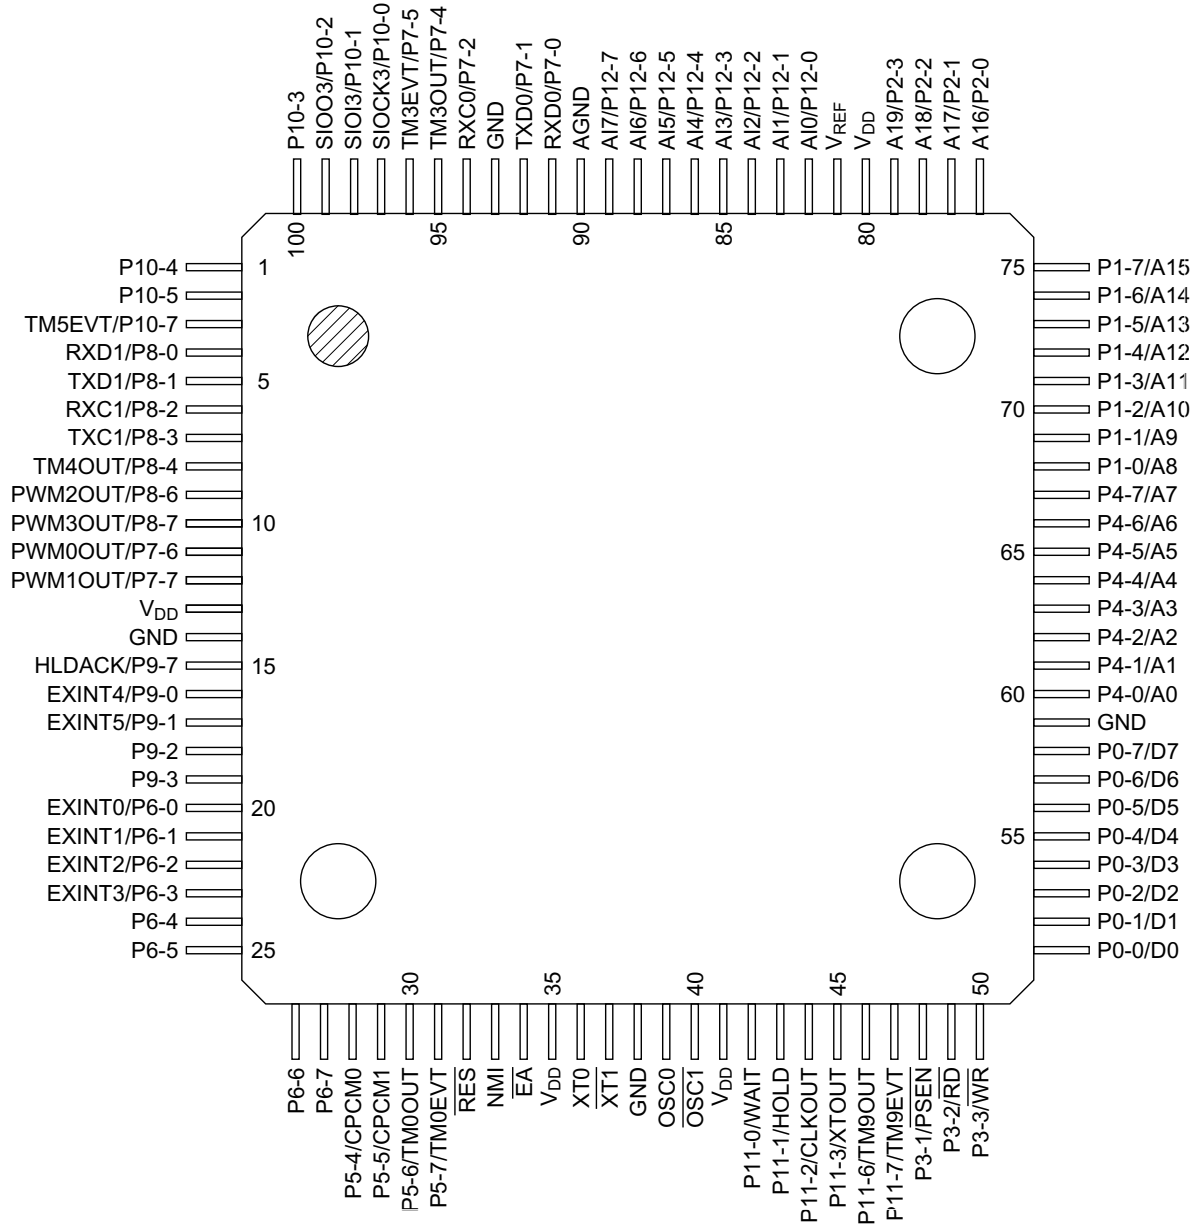 P10-3
SIOO3/P10-2
SIOI3/P10-1
SIOCK3/P10-0
TM3EVT/P7-5
TM3OUT/P7-4
RXC0/P7-2
GND
TXD0/P7-1
RXD0/P7-0
AGND
AI7/P12-7
AI6/P12-6
AI5/P12-5
AI4/P12-4
AI3/P12-3
AI2/P12-2
AI1/P12-1
AI0/P12-0
VREF
VDD
A19/P2-3
A18/P2-2
A17/P2-1
A16/P2-0
100
95
90
85
80
P10-4
1
P10-5
TM5EVT/P10-7
RXD1/P8-0
TXD1/P8-1
5
RXC1/P8-2
TXC1/P8-3
TM4OUT/P8-4
PWM2OUT/P8-6
PWM3OUT/P8-7
10
PWM0OUT/P7-6
PWM1OUT/P7-7
VDD
GND
HLDACK/P9-7
15
EXINT4/P9-0
EXINT5/P9-1
P9-2
P9-3
EXINT0/P6-0
20
EXINT1/P6-1
EXINT2/P6-2
EXINT3/P6-3
P6-4
P6-5
25
75
P1-7/A15
P1-6/A14
P1-5/A13
P1-4/A12
P1-3/A11
70
P1-2/A10
P1-1/A9
P1-0/A8
P4-7/A7
P4-6/A6
65
P4-5/A5
P4-4/A4
P4-3/A3
P4-2/A2
P4-1/A1
60
P4-0/A0
GND
P0-7/D7
P0-6/D6
P0-5/D5
55
P0-4/D4
P0-3/D3
P0-2/D2
P0-1/D1
P0-0/D0
30
35
40
45
50
P6-6
P6-7
P5-4/CPCM0
P5-5/CPCM1
P5-6/TM0OUT
P5-7/TM0EVT
RES
NMI
EA
VDD
XT0
XT1
GND
OSC0
OSC1
VDD
P11-0/WAIT
P11-1/HOLD
P11-2/CLKOUT
P11-3/XTOUT
P11-6/TM9OUT
P11-7/TM9EVT
P3-1/PSEN
P3-2/RD
P3-3/WR